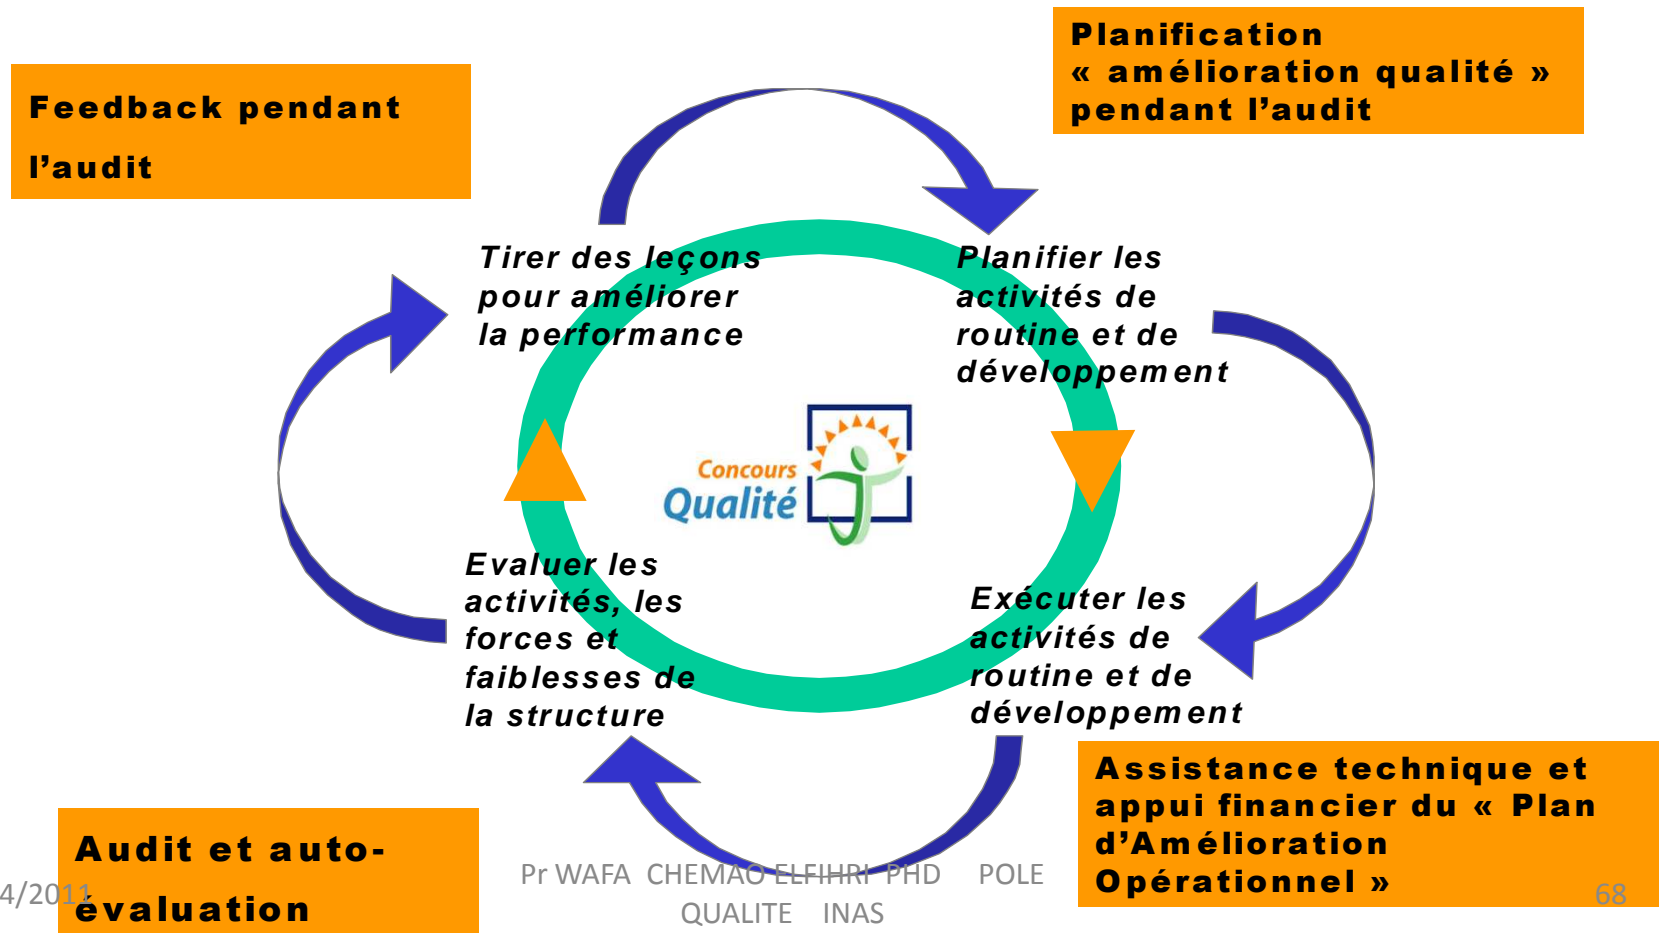 Planification
« amélioration qualité »
pendant l’audit
Feedback pendant
l’audit
Tirer des leçons
pour améliorer
la performance
Planifier les
activités de
routine et de
développement
Concours
Qualité
Evaluer les
activités, les
forces et
faiblesses de
la structure
Exécuter les
activités de
routine et de
développement
Assistance technique et
appui financier du « Plan
d’Amélioration
Opérationnel »
Audit et auto-
évaluation
Pr WAFA CHEMAO ELFIHRI PHD POLE
QUALITE INAS
4/2011
68